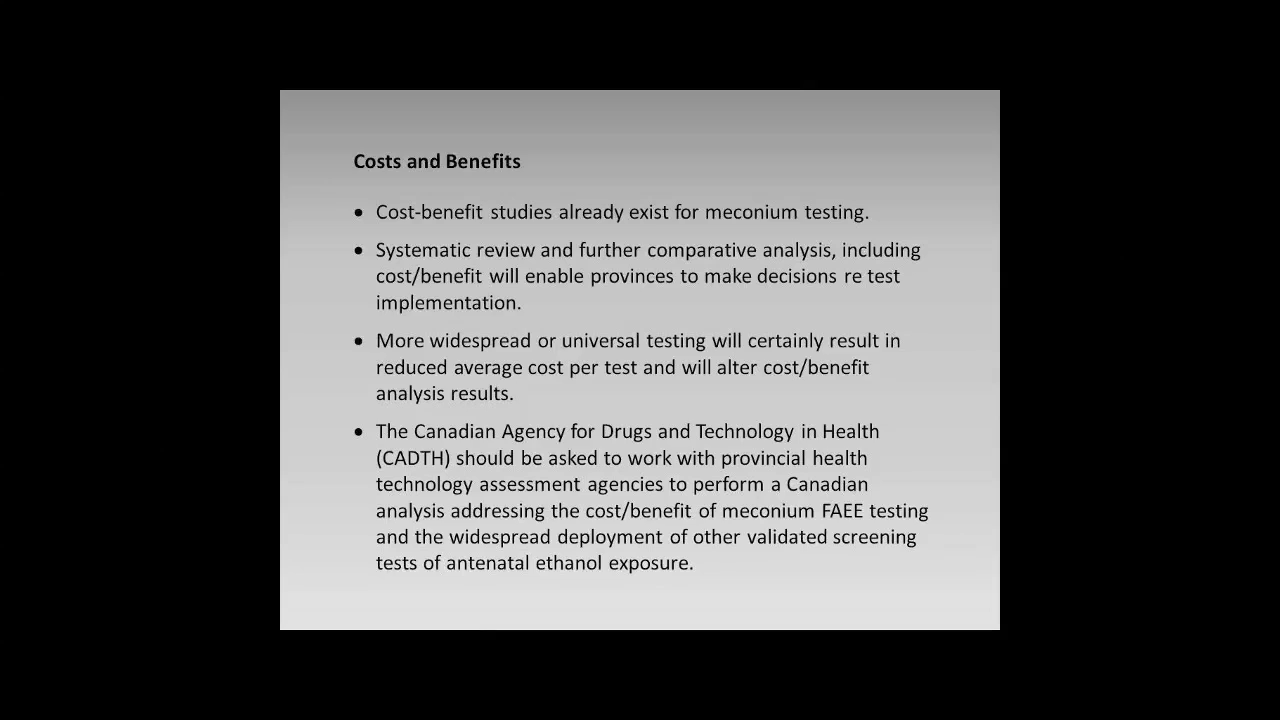 Costs and Benefits
• Cost-benefit studies already exist for meconium testing.
• Systematic review and further comparative analysis, including
cost/benefit will enable provinces to make decisions re test
implementation.
• More widespread or universal testing will certainly result in
reduced average cost per test and will alter cost/benefit
analysis results.
• The Canadian Agency for Drugs and Technology in Health
(CADTH) should be asked to work with provincial health
technology assessment agencies to perform a Canadian
analysis addressing the cost/benefit of meconium FAEE testing
and the widespread deployment of other validated screening
tests of antenatal ethanol exposure.